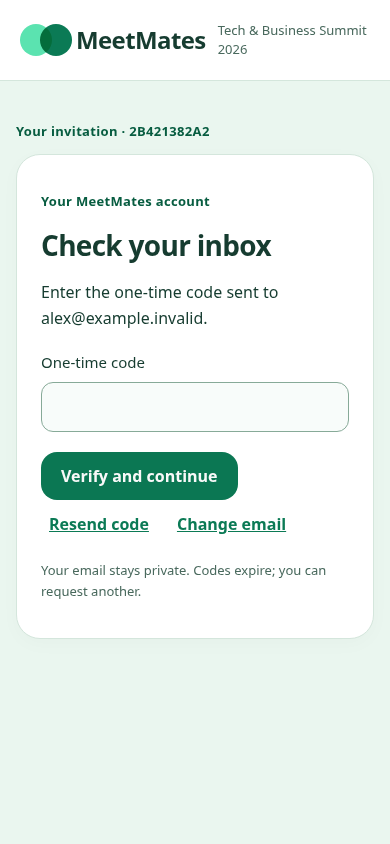 MeetMates
Tech & Business Summit
2026
Your invitation · 2B421382A2
Your MeetMates account
Check your inbox
Enter the one-time code sent to
alex@example.invalid.
One-time code
Verify and continue
Resend code Change email
Your email stays private. Codes expire; you can
request another.